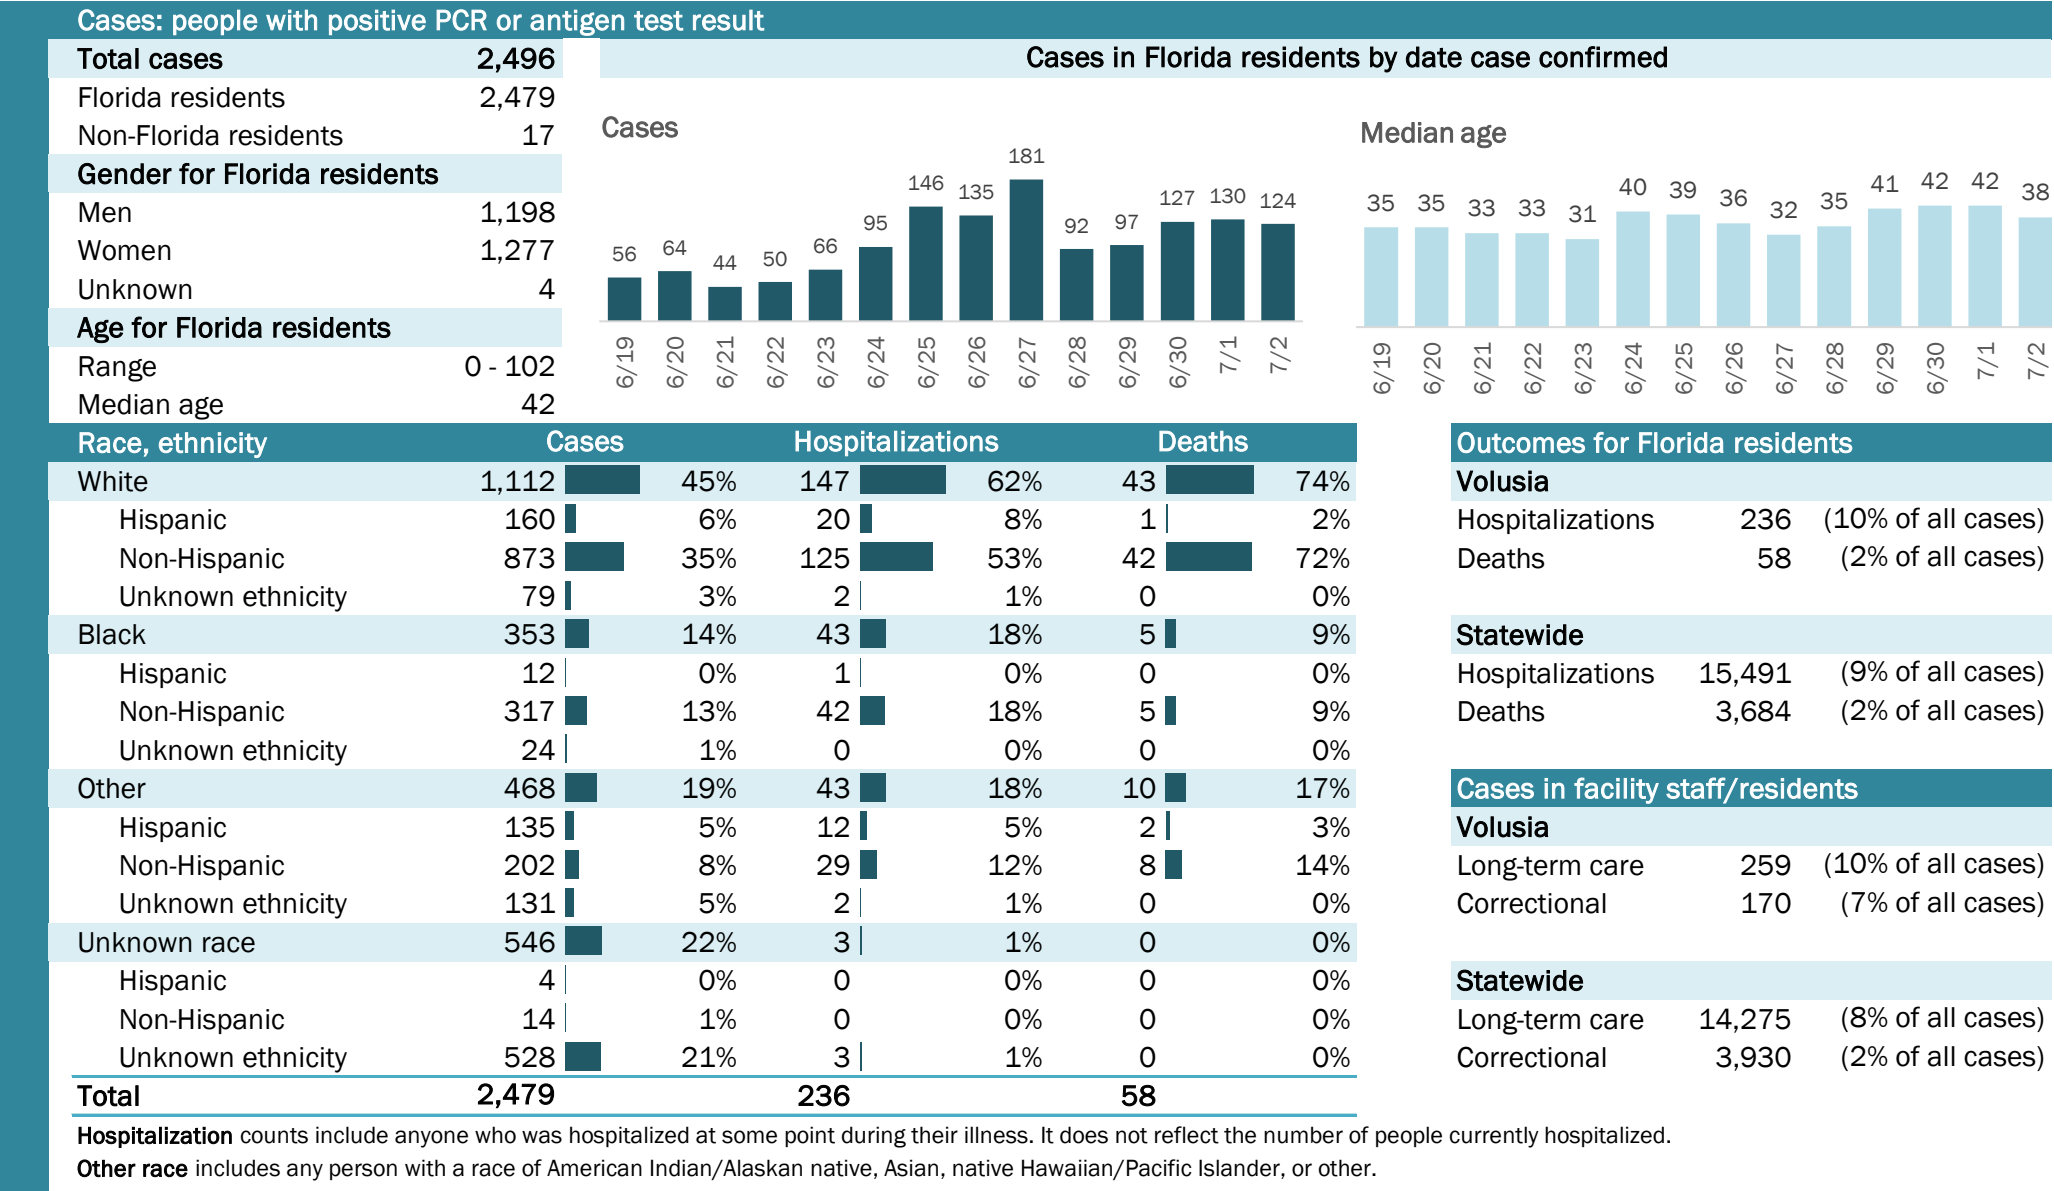 Cases: people with positive PCR or antigen test result
Total cases 2,496
Florida residents 2,479
Non-Florida residents 17
Gender for Florida residents
Men 1,198
Women 1,277
Unknown 4
Age for Florida residents
Range 0 - 102
Median age 42
Cases in Florida residents by date case confirmed
Cases
56 64 44 50 66 95 146 135 181 92 97 127 130 124
6/19 6/20 6/21 6/22 6/23 6/24 6/25 6/26 6/27 6/28 6/29 6/30 7/1 7/2
Median age
35 35 33 33 31 40 39 36 32 35 41 42 42 38
6/19 6/20 6/21 6/22 6/23 6/24 6/25 6/26 6/27 6/28 6/29 6/30 7/1 7/2
Race, ethnicity Cases Hospitalizations Deaths
White 1,112 45% 147 62% 43 74%
Hispanic 160 6% 20 8% 1 2%
Non-Hispanic 873 35% 125 53% 42 72%
Unknown ethnicity 79 3% 2 1% 0 0%
Black 353 14% 43 18% 5 9%
Hispanic 12 0% 1 0% 0 0%
Non-Hispanic 317 13% 42 18% 5 9%
Unknown ethnicity 24 1% 0 0% 0 0%
Other 468 19% 43 18% 10 17%
Hispanic 135 5% 12 5% 2 3%
Non-Hispanic 202 8% 29 12% 8 14%
Unknown ethnicity 131 5% 2 1% 0 0%
Unknown race 546 22% 3 1% 0 0%
Hispanic 4 0% 0 0% 0 0%
Non-Hispanic 14 1% 0 0% 0 0%
Unknown ethnicity 528 21% 3 1% 0 0%
Total 2,479 236 58
Outcomes for Florida residents
Volusia
Hospitalizations 236 (10% of all cases)
Deaths 58 (2% of all cases)
Statewide
Hospitalizations 15,491 (9% of all cases)
Deaths 3,684 (2% of all cases)
Cases in facility staff/residents
Volusia
Long-term care 259 (10% of all cases)
Correctional 170 (7% of all cases)
Statewide
Long-term care 14,275 (8% of all cases)
Correctional 3,930 (2% of all cases)
Hospitalization counts include anyone who was hospitalized at some point during their illness. It does not reflect the number of people currently hospitalized.
Other race includes any person with a race of American Indian/Alaskan native, Asian, native Hawaiian/Pacific Islander, or other.